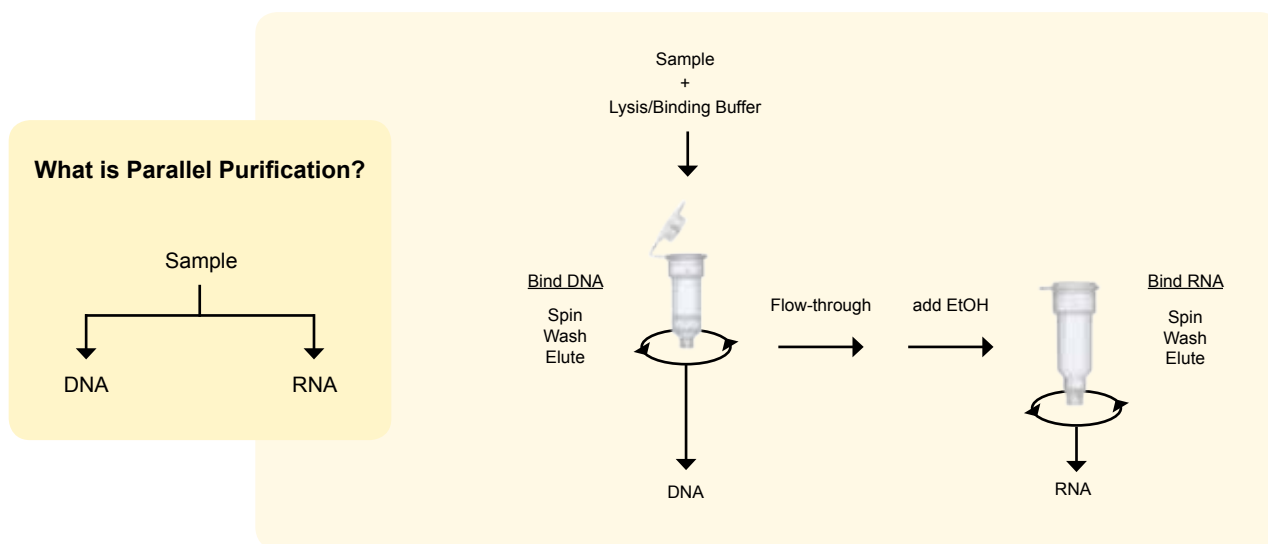 What is Parallel Purification?
Sample
DNA
RNA
Sample
+
Lysis/Binding Buffer
Bind DNA
Spin
Wash
Elute
Flow-through
add EtOH
Bind RNA
Spin
Wash
Elute
DNA
RNA